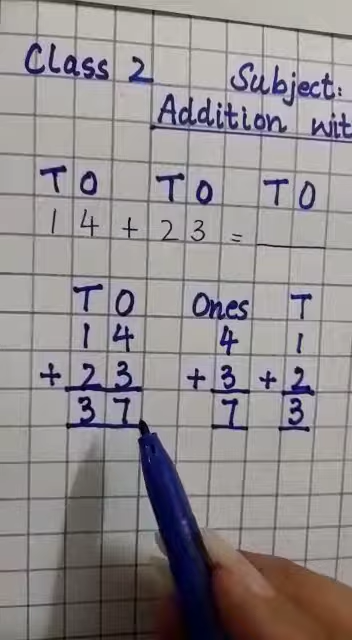 Class 2 Subject:
Addition wit
T O T O T O
1 4 + 2 3 = ____
T O Ones T
1 4 4 1
+ 2 3 + 3 + 2
3 7 7 3